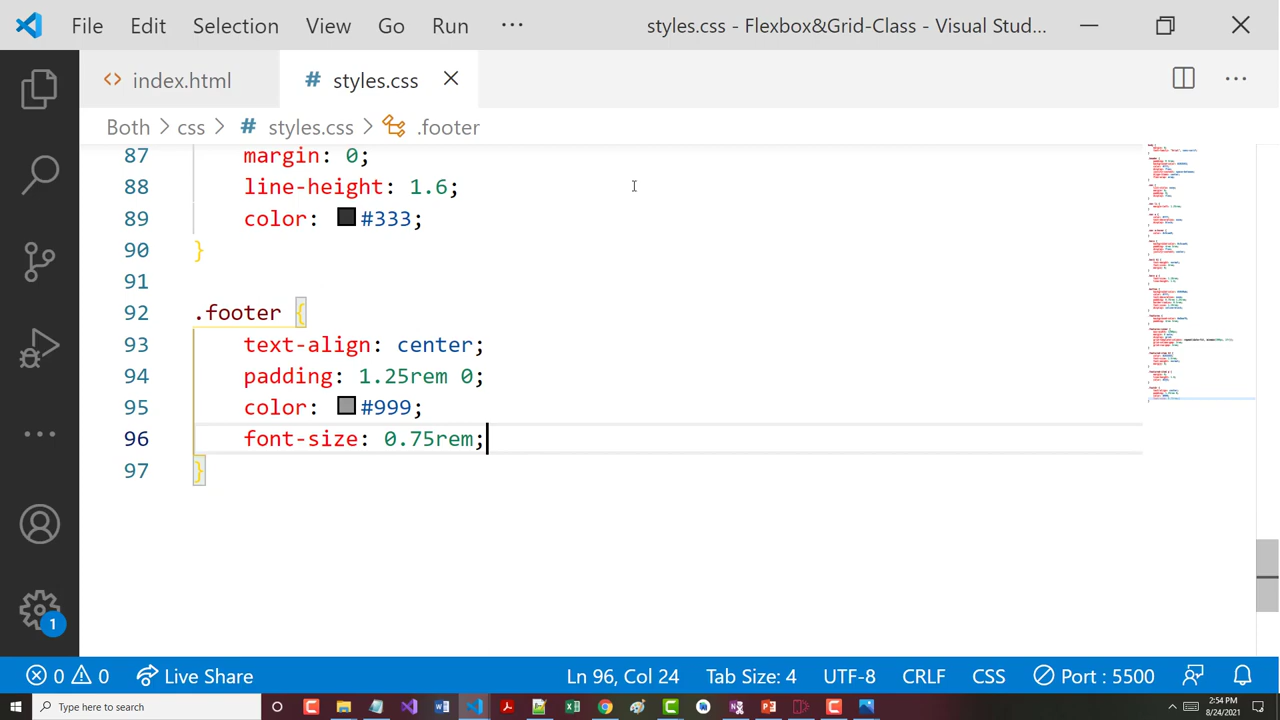 File Edit Selection View Go Run ··· styles.css - Flexbox&Grid-Class - Visual Stud...
<> index.html # styles.css
Both > css > # styles.css > .footer
87 margin: 0;
88 line-height: 1.6;
89 color: #333;
90 }
91
92 .footer {
93 text-align: center;
94 padding: 1.25rem 0;
95 color: #999;
96 font-size: 0.75rem;
97 }
1
0 0 Live Share Ln 96, Col 24 Tab Size: 4 UTF-8 CRLF CSS Port : 5500
Type here to search 2:54 PM
8/24/2021